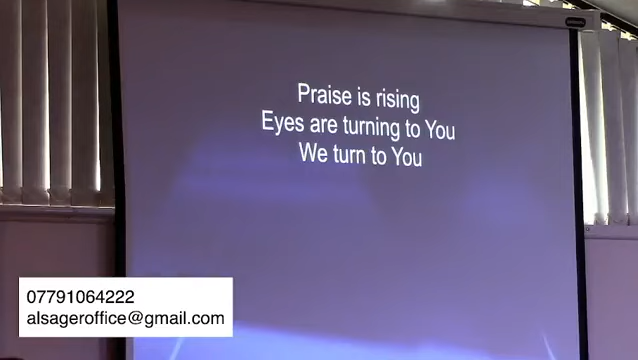 Praise is rising
Eyes are turning to You
We turn to You
07791064222
alsageroffice@gmail.com